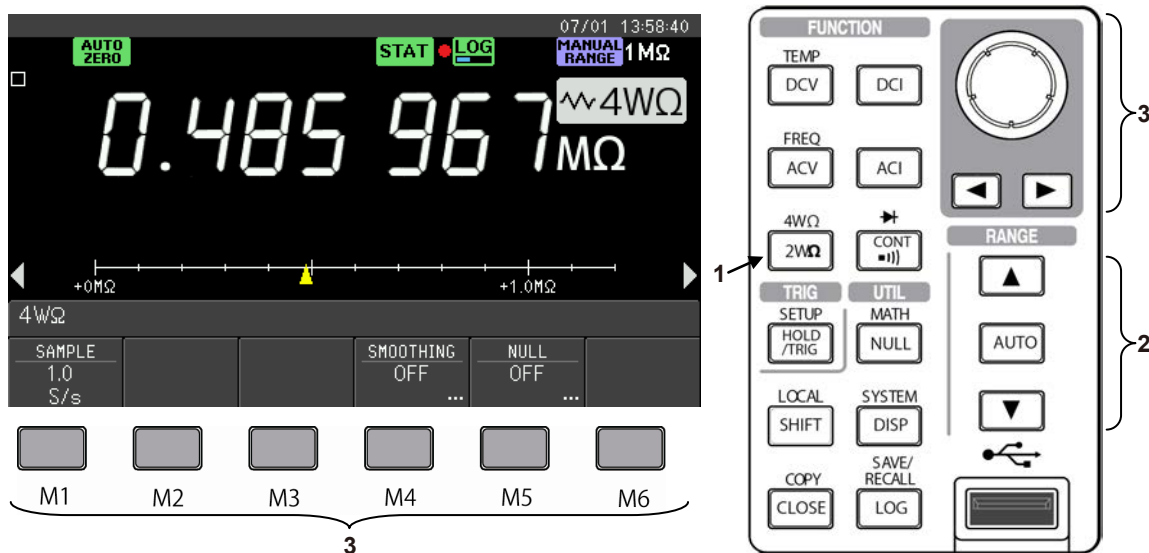 07/01 13:58:40
AUTO ZERO
STAT
LOG
MANUAL RANGE
1MΩ
0.485 967 MΩ
4WΩ
+0MΩ
+1.0MΩ
4WΩ
SAMPLE
1.0
S/s
SMOOTHING
OFF
...
NULL
OFF
...
M1 M2 M3 M4 M5 M6
3
FUNCTION
TEMP
DCV
DCI
FREQ
ACV
ACI
4WΩ
2WΩ
CONT
1
TRIG
UTIL
SETUP
HOLD
/TRIG
MATH
NULL
LOCAL
SHIFT
SYSTEM
DISP
COPY
CLOSE
SAVE/
RECALL
LOG
3
RANGE
AUTO
2